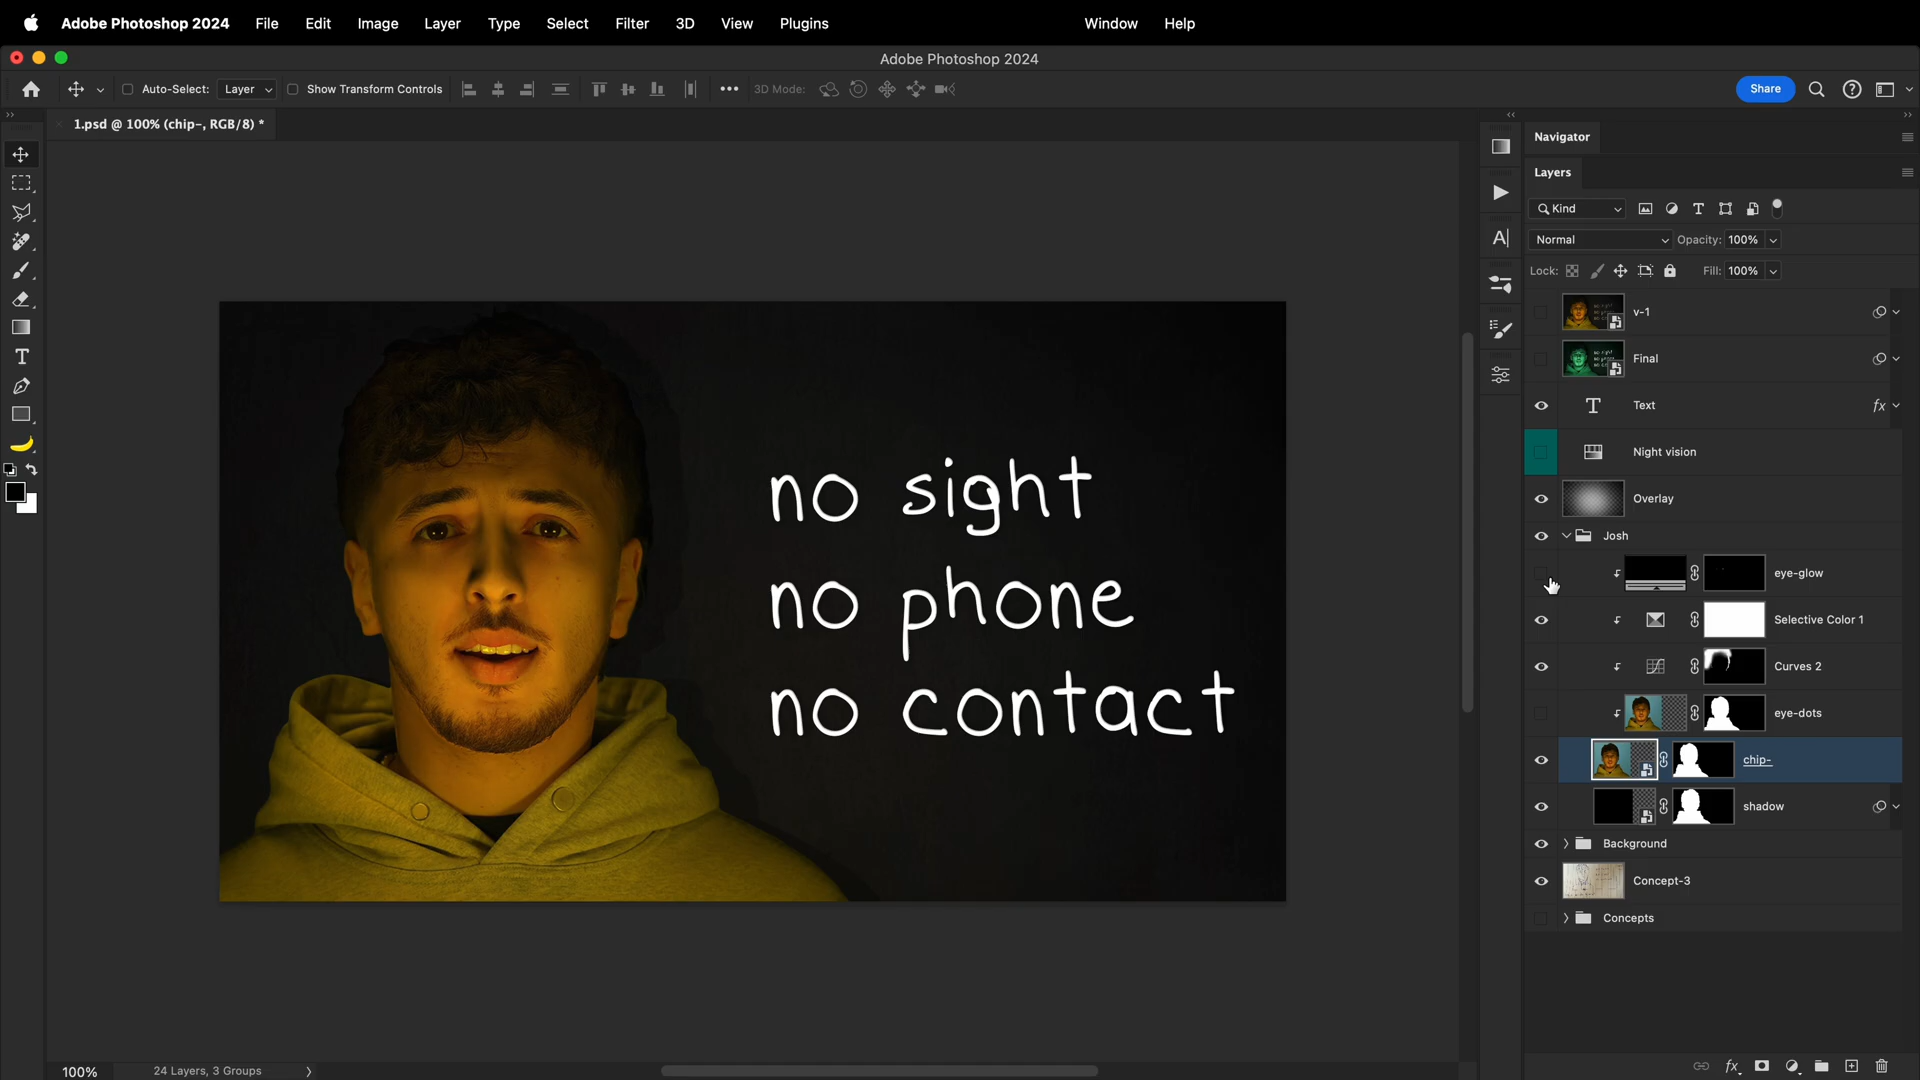 Adobe Photoshop 2024 File Edit Image Layer Type Select Filter 3D View Plugins Window Help
Adobe Photoshop 2024
Auto-Select: Layer Show Transform Controls 3D Mode: Share
1.psd @ 100% (chip-, RGB/8) *
Navigator
Layers
Kind
Normal Opacity: 100%
Lock: Fill: 100%
v-1
Final
Text fx
Night vision
Overlay
Josh
eye-glow
Selective Color 1
Curves 2
eye-dots
chip-
shadow
Background
Concept-3
Concepts
no sight
no phone
no contact
100% 24 Layers, 3 Groups
fx